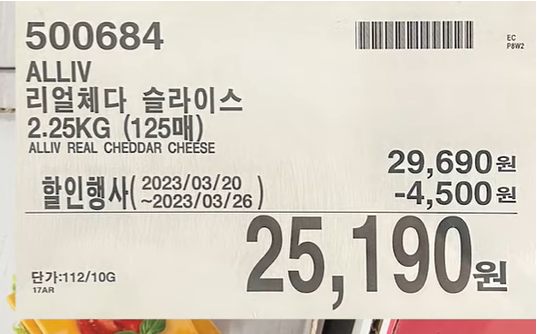 500684
EC
P8W2
ALLIV
리얼체다 슬라이스
2.25KG (125매)
ALLIV REAL CHEDDAR CHEESE
29,690원
할인행사( 2023/03/20 ~2023/03/26 ) -4,500원
25,190원
단가:112/10G
17AR